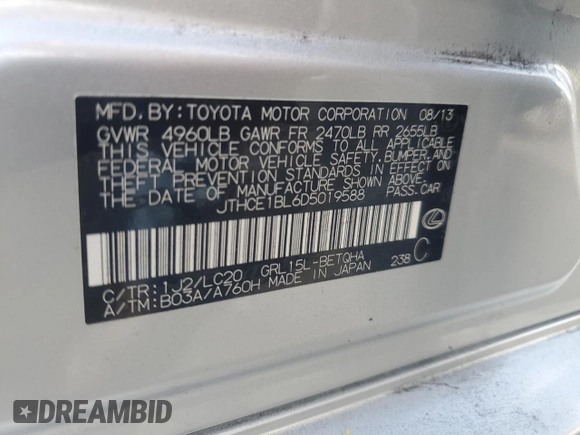 MFD. BY: TOYOTA MOTOR CORPORATION 08/13
GVWR 4960LB GAWR FR 2470LB RR 2655LB
THIS VEHICLE CONFORMS TO ALL APPLICABLE
FEDERAL MOTOR VEHICLE SAFETY, BUMPER, AND
THEFT PREVENTION STANDARDS IN EFFECT ON
THE DATE OF MANUFACTURE SHOWN ABOVE.
JTHCE1BL6D5019588 PASS. CAR
C/TR: 1J2/LC20 GRL15L-BETQHA 238 C
A/TM: B03A/A760H MADE IN JAPAN
$DREAMBID